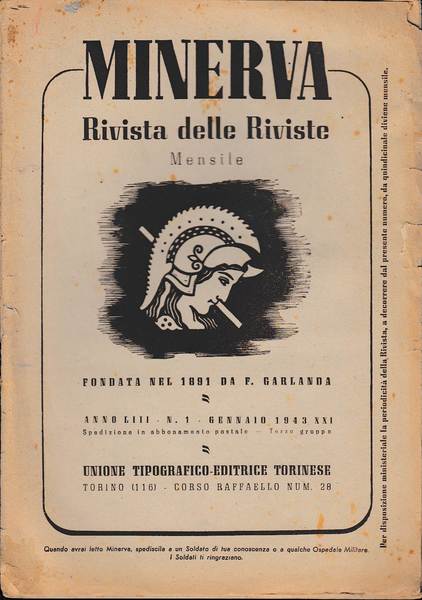 MINERVA
Rivista delle Riviste
Mensile
FONDATA NEL 1891 DA F. GARLANDA
ANNO LIII - N. 1 - GENNAIO 1943 XXI
Spedizione in abbonamento postale — Terzo gruppo
UNIONE TIPOGRAFICO-EDITRICE TORINESE
TORINO (116) - CORSO RAFFAELLO NUM. 28
Per disposizione ministeriale la periodicità della Rivista, a decorrere dal presente numero, da quindicinale diviene mensile.
Quando avrai letto Minerva, spediscila a un Soldato di tua conoscenza o a qualche Ospedale Militare.
I Soldati ti ringraziano.